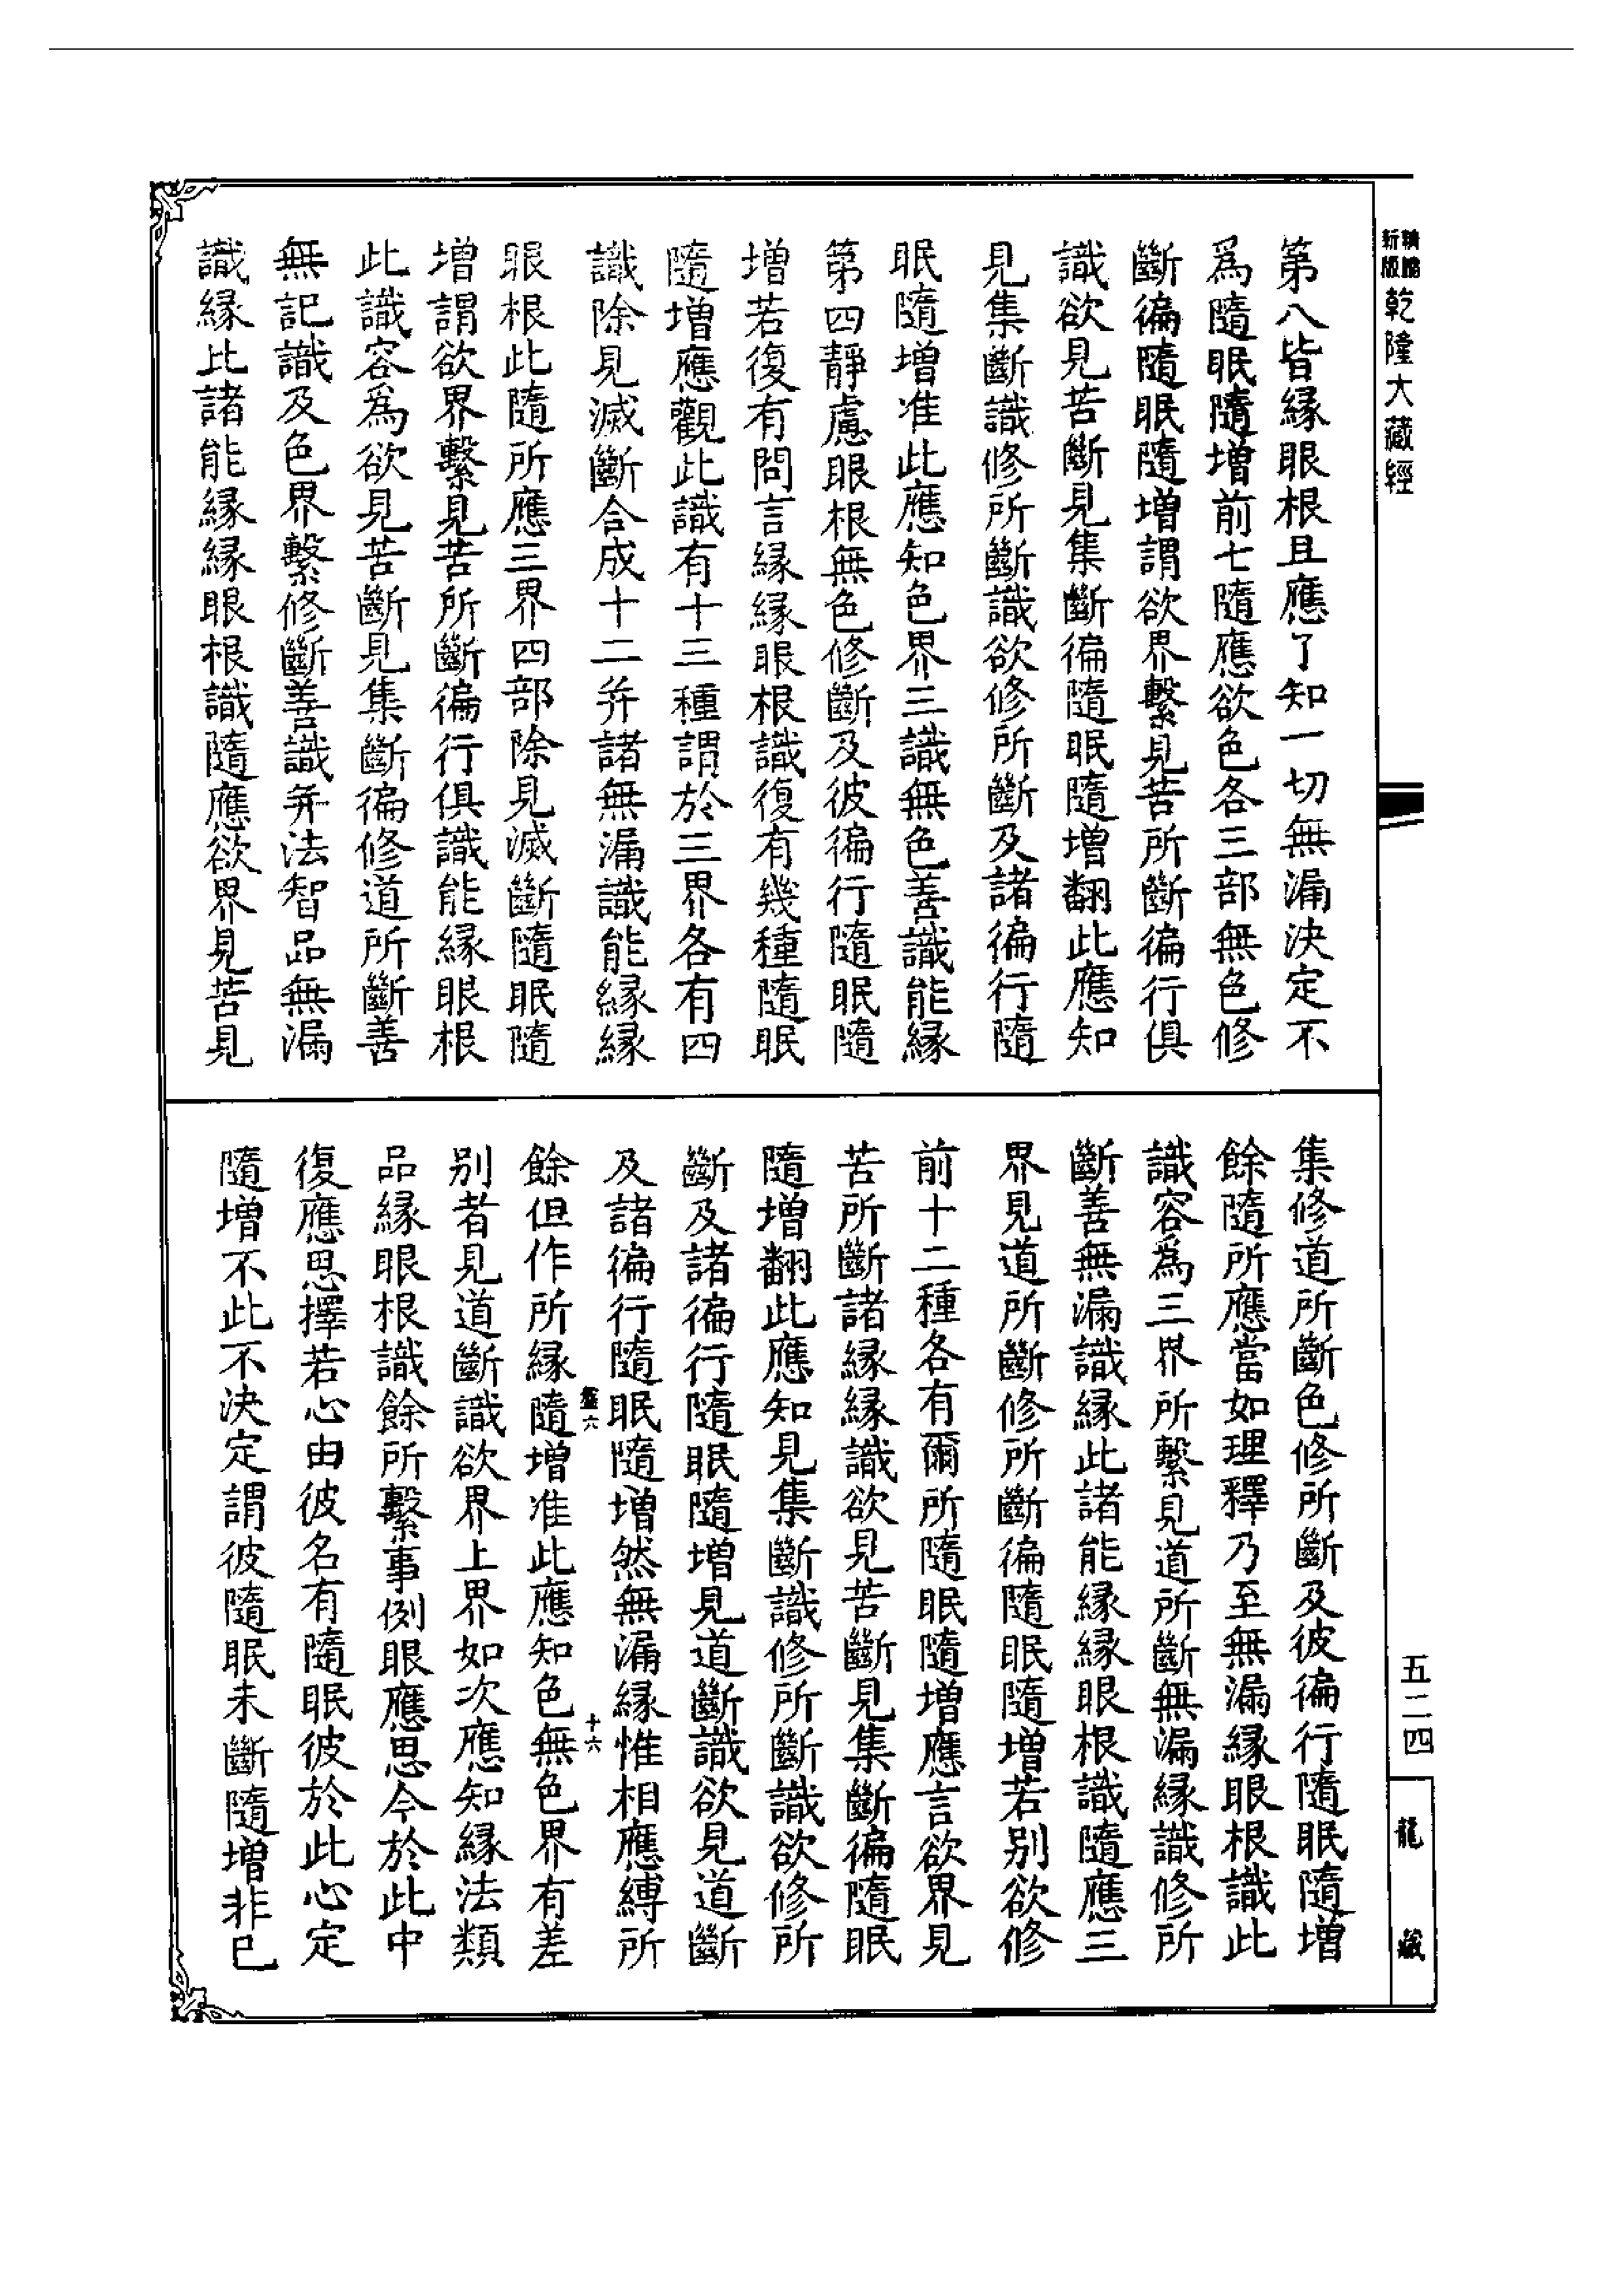 新版 精縮 乾隆大藏經
第八皆緣眼根且應了知一切無漏決定不
爲隨眠隨增前七隨應欲色各三部無色修
斷徧隨眠隨增謂欲界繫見苦所斷徧行俱
識欲見苦斷見集斷徧隨眠隨增翻此應知
見集斷識修所斷識欲修所斷及諸徧行隨
眠隨增准此應知色界三識無色善識能緣
第四靜慮眼根無色修斷及彼徧行隨眠隨
增若復有問言緣緣眼根識復有幾種隨眠
隨增應觀此識有十三種謂於三界各有四
識除見滅斷合成十二并諸無漏識能緣緣
眼根此隨所應三界四部除見滅斷隨眠隨
增謂欲界繫見苦所斷徧行俱識能緣眼根
此識容爲欲見苦斷見集斷徧修道所斷善
無記識及色界繫修斷善識并法智品無漏
識緣此諸能緣緣眼根識隨應欲界見苦見
集修道所斷色修所斷及彼徧行隨眠隨增
餘隨所應當如理釋乃至無漏緣眼根識此
識容爲三界所繫見道所斷無漏緣識修所
斷善無漏識緣此諸能緣緣眼根識隨應三
界見道所斷修所斷徧隨眠隨增若別欲修
前十二種各有爾所隨眠隨增應言欲界見
苦所斷諸緣緣識欲見苦斷見集斷徧隨眠
隨增翻此應知見集斷識修所斷識欲修所
斷及諸徧行隨眠隨增見道斷識欲見道斷
及諸徧行隨眠隨增然無漏緣惟相應縛所
十六
餘但作所緣隨增准此應知色無色界有差
別者見道斷識欲界上界如次應知緣法類
品緣眼根識餘所繫事例眼應思今於此中
復應思擇若心由彼名有隨眠彼於此心定
隨增不此不決定謂彼隨眠未斷隨增非已
五二四
龍藏